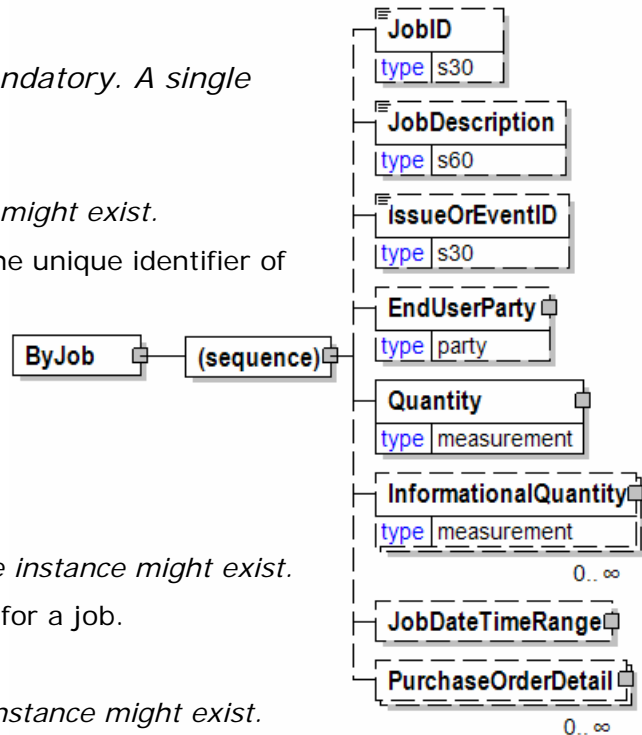 ndatory. A single
might exist.
he unique identifier of
e instance might exist.
for a job.
nstance might exist.
ByJob
(sequence)
JobID
type s30
JobDescription
type s60
IssueOrEventID
type s30
EndUserParty
type party
Quantity
type measurement
InformationalQuantity
type measurement
0.. ∞
JobDateTimeRange
PurchaseOrderDetail
0.. ∞